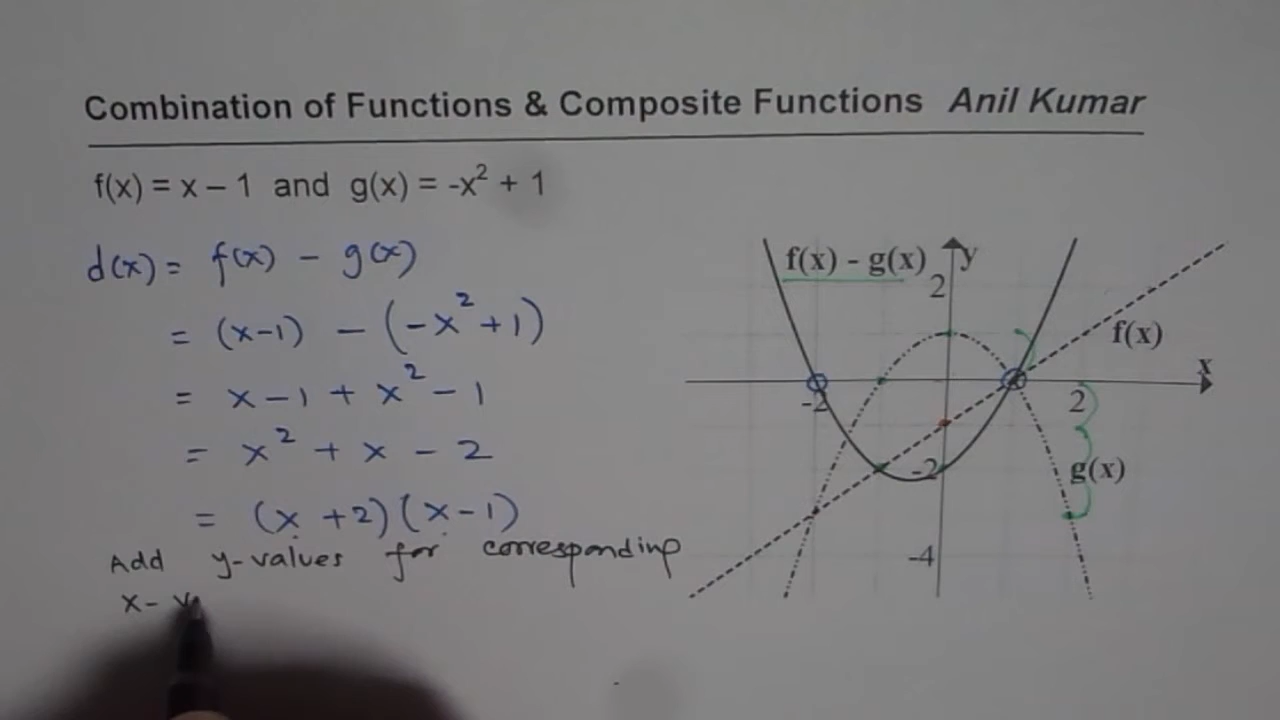 Combination of Functions & Composite Functions Anil Kumar
f(x) = x – 1 and g(x) = -x² + 1
d(x) = f(x) - g(x)
= (x-1) - (-x² +1)
= x - 1 + x² - 1
= x² + x - 2
= (x +2)(x -1)
Add y-values for corresponding
x-
f(x) - g(x)
y
2
f(x)
x
-2
2
-2
g(x)
-4